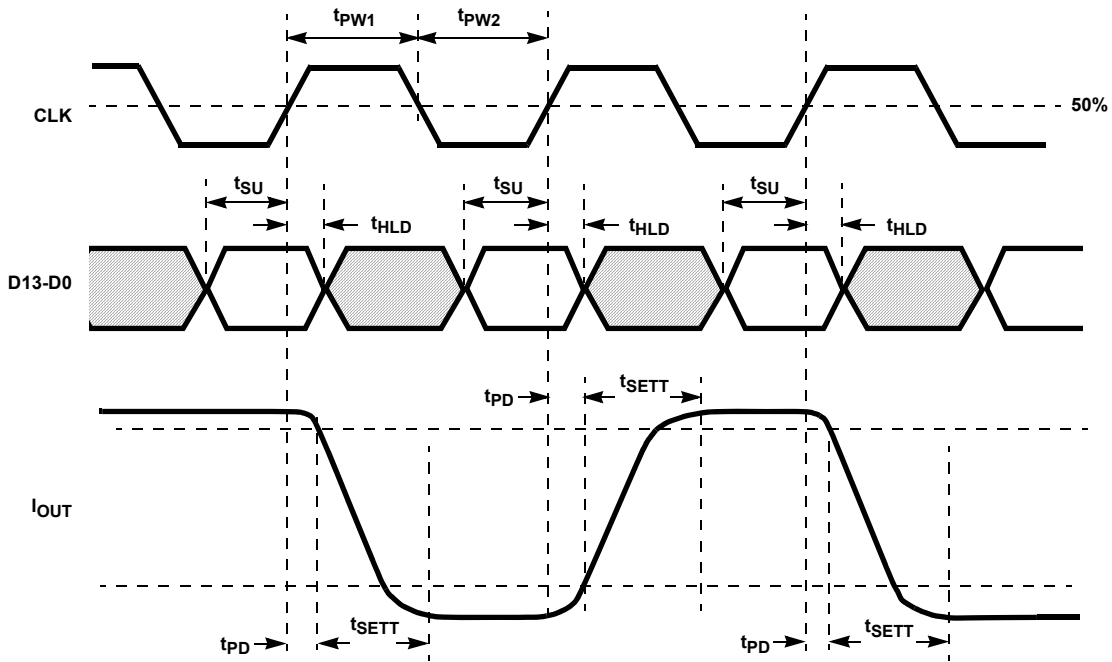 tPW1 tPW2
CLK
50%
tSU tSU tSU
tHLD tHLD tHLD
D13-D0
tPD tSETT
IOUT
tPD tSETT tPD tSETT